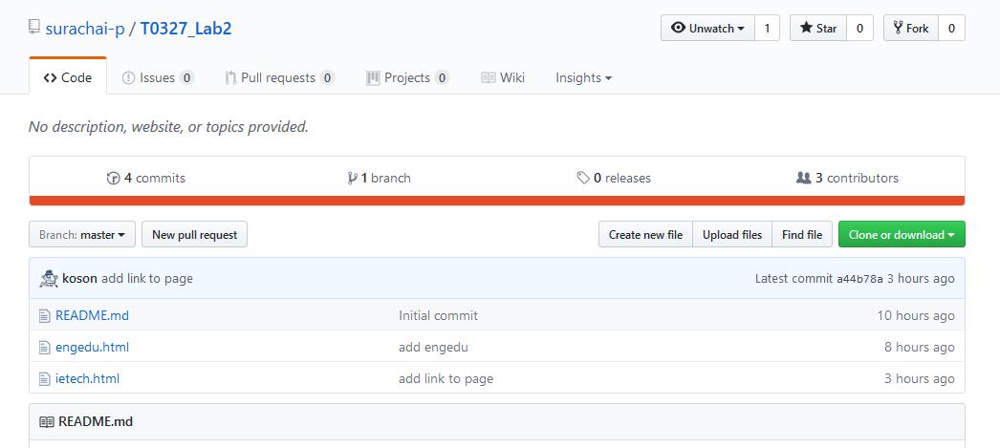 surachai-p / T0327_Lab2
Unwatch 1 Star 0 Fork 0
Code Issues 0 Pull requests 0 Projects 0 Wiki Insights
No description, website, or topics provided.
4 commits 1 branch 0 releases 3 contributors
Branch: master New pull request Create new file Upload files Find file Clone or download
koson add link to page Latest commit a44b78a 3 hours ago
README.md Initial commit 10 hours ago
engedu.html add engedu 8 hours ago
ietech.html add link to page 3 hours ago
README.md